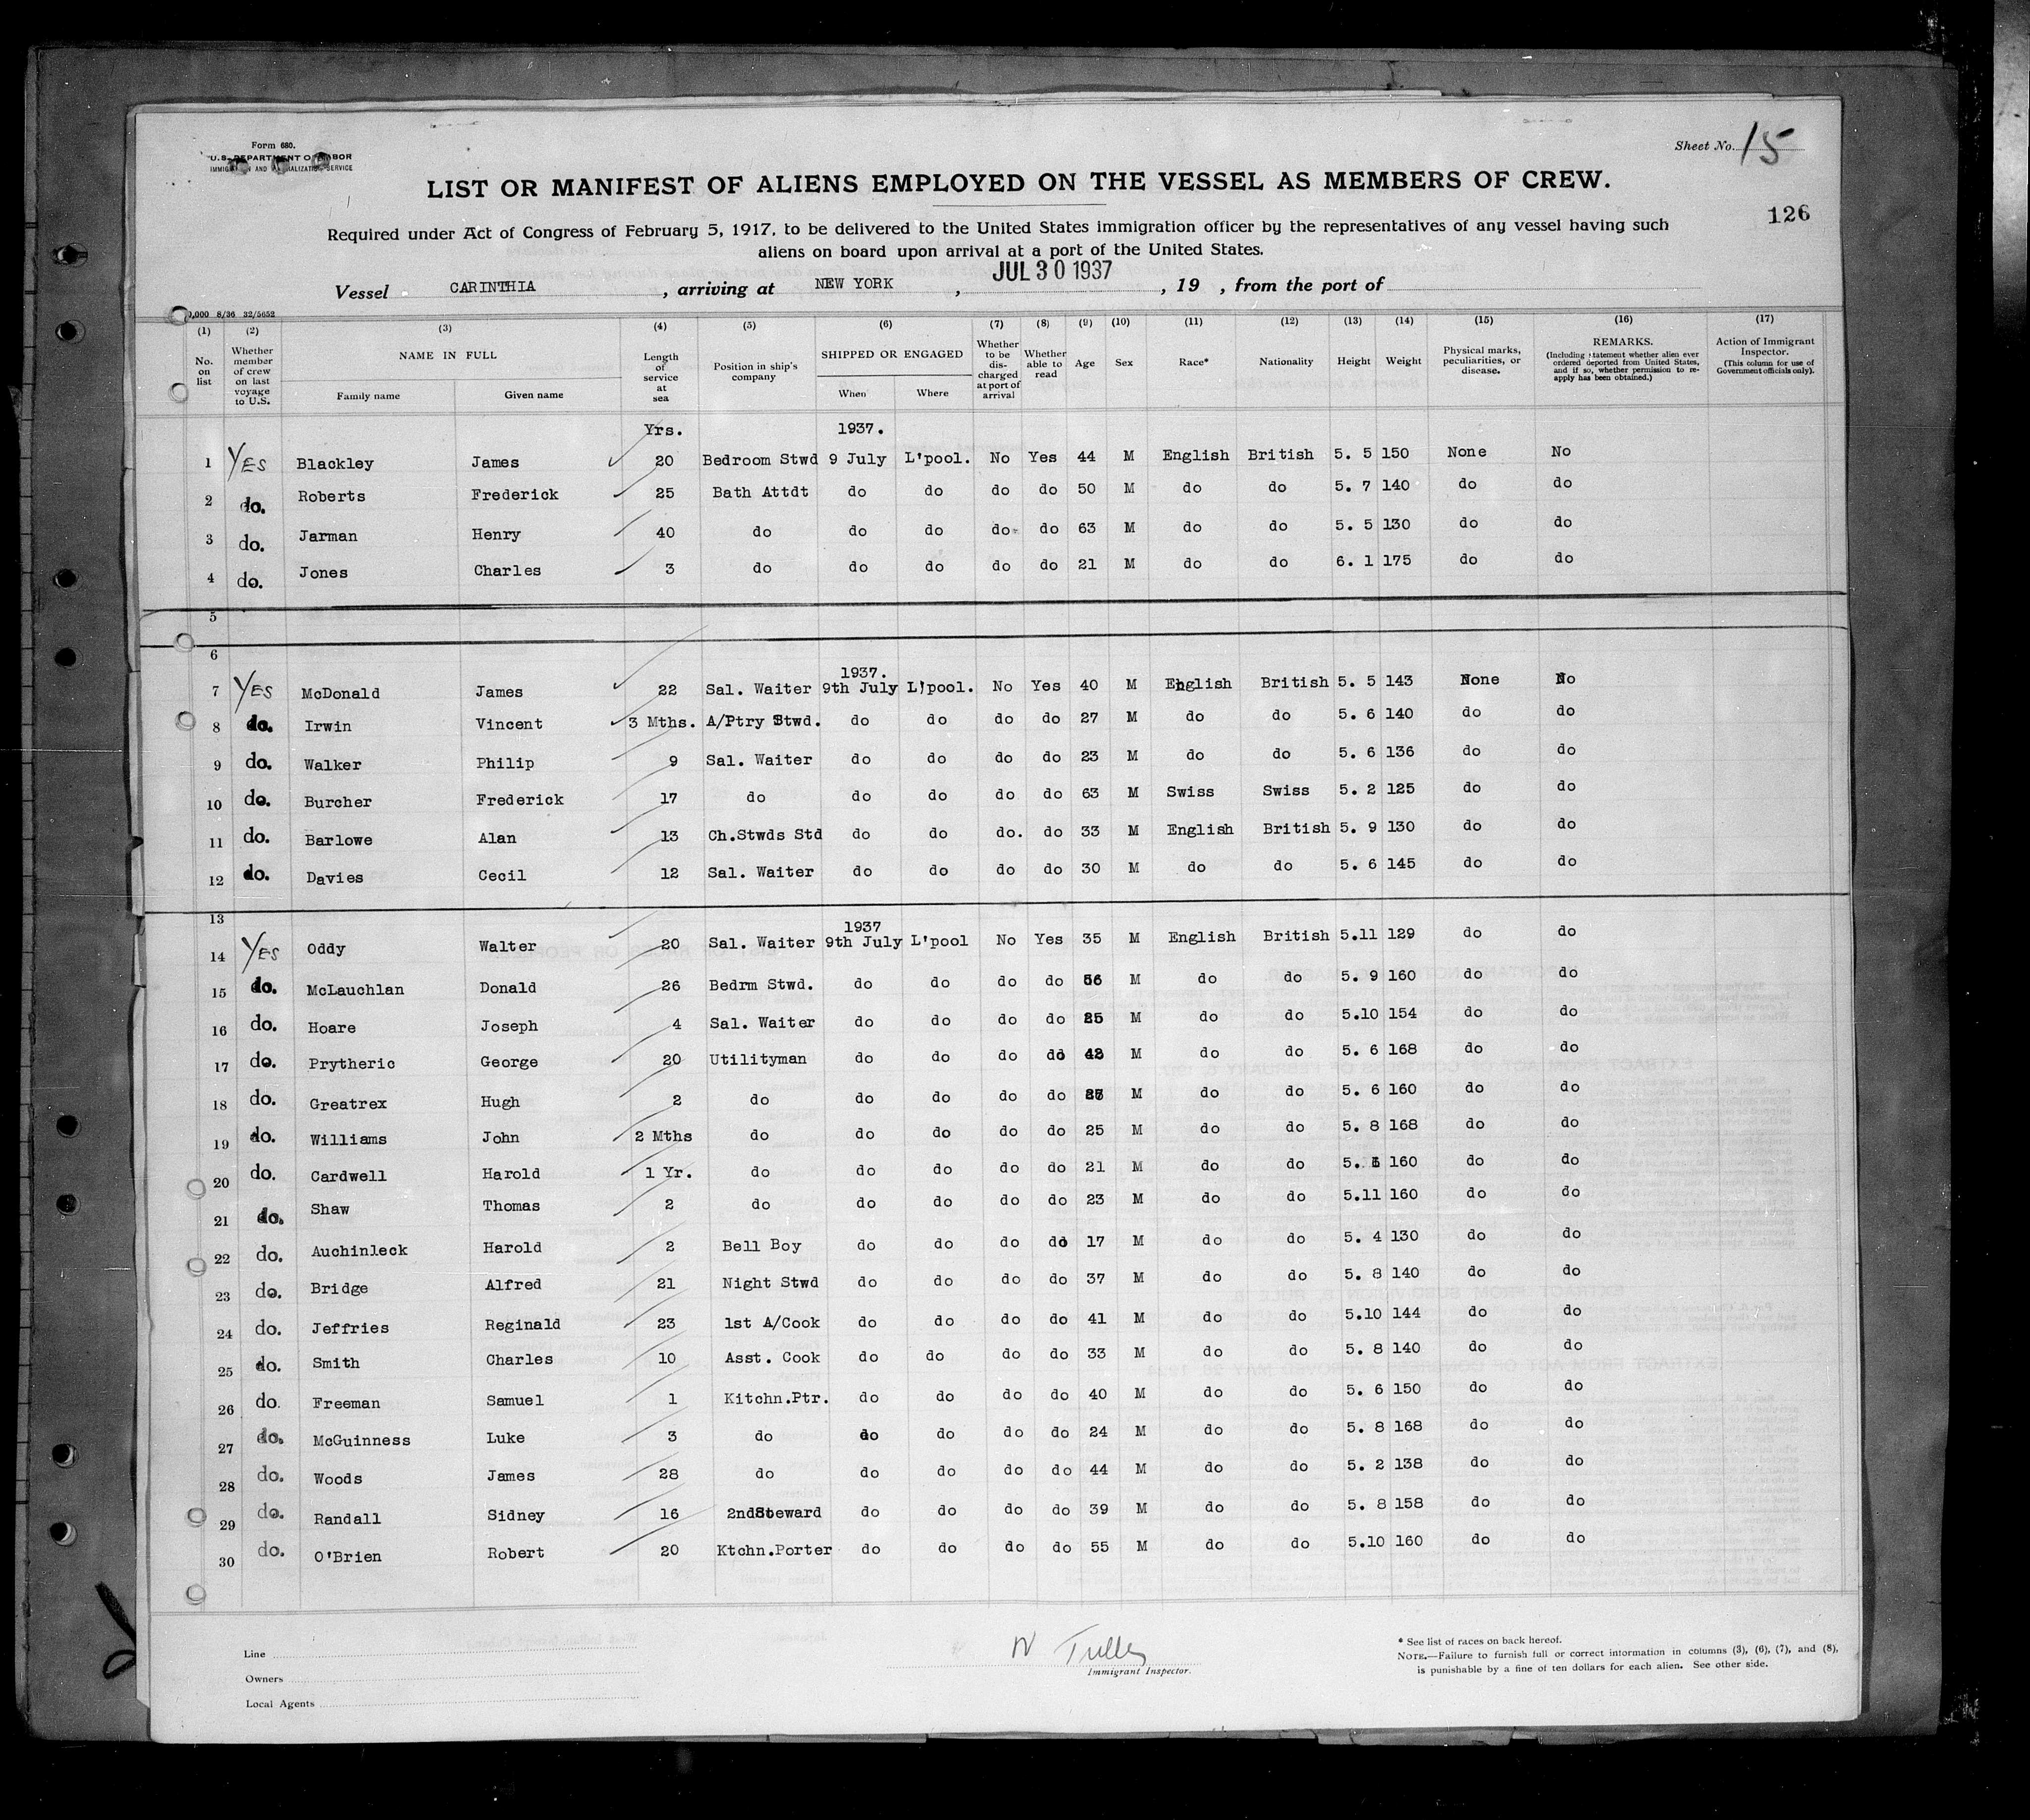 Form 680.
U.S. DEPARTMENT OF LABOR
IMMIGRATION AND NATURALIZATION SERVICE
Sheet No. 15
LIST OR MANIFEST OF ALIENS EMPLOYED ON THE VESSEL AS MEMBERS OF CREW.
126
Required under Act of Congress of February 5, 1917, to be delivered to the United States immigration officer by the representatives of any vessel having such
aliens on board upon arrival at a port of the United States.
Vessel CARINTHIA, arriving at NEW YORK, JUL 30 1937, 19 , from the port of
,000 8/36 32/5652
(1) (2) (3) (4) (5) (6) (7) (8) (9) (10) (11) (12) (13) (14) (15) (16) (17)
No. on list
Whether member of crew on last voyage to U.S.
NAME IN FULL
Family name Given name
Length of service at sea
Position in ship's company
SHIPPED OR ENGAGED
When Where
Whether to be discharged at port of arrival
Whether able to read
Age
Sex
Race*
Nationality
Height
Weight
Physical marks, peculiarities, or disease.
REMARKS.
(Including statement whether alien ever ordered deported from United States, and if so, whether permission to reapply has been obtained.)
Action of Immigrant Inspector.
(This column for use of Government officials only).
Yrs. 1937.
1 YES Blackley James 20 Bedroom Stwd 9 July L'pool. No Yes 44 M English British 5. 5 150 None No
2 do. Roberts Frederick 25 Bath Attdt do do do do 50 M do do 5. 7 140 do do
3 do. Jarman Henry 40 do do do do do 63 M do do 5. 5 130 do do
4 do. Jones Charles 3 do do do do do 21 M do do 6. 1 175 do do
5
6
1937.
7 YES McDonald James 22 Sal. Waiter 9th July L'pool. No Yes 40 M English British 5. 5 143 None No
8 do. Irwin Vincent 3 Mths. A/Ptry Stwd. do do do do 27 M do do 5. 6 140 do do
9 do. Walker Philip 9 Sal. Waiter do do do do 23 M do do 5. 6 136 do do
10 do. Burcher Frederick 17 do do do do do 63 M Swiss Swiss 5. 2 125 do do
11 do. Barlowe Alan 13 Ch.Stwds Std do do do. do 33 M English British 5. 9 130 do do
12 do. Davies Cecil 12 Sal. Waiter do do do do 30 M do do 5. 6 145 do do
13
1937
14 YES Oddy Walter 20 Sal. Waiter 9th July L'pool No Yes 35 M English British 5.11 129 do do
15 do. McLauchlan Donald 26 Bedrm Stwd. do do do do 56 M do do 5. 9 160 do do
16 do. Hoare Joseph 4 Sal. Waiter do do do do M do do 5.10 154 do do
17 do. Prytheric George 20 Utilityman do do do do M do do 5. 6 168 do do
18 do. Greatrex Hugh 2 do do do do do M do do 5. 6 160 do do
19 do. Williams John 2 Mths do do do do do 25 M do do 5. 8 168 do do
20 do. Cardwell Harold 1 Yr. do do do do do 21 M do do 5. 160 do do
21 do. Shaw Thomas 2 do do do do do 23 M do do 5.11 160 do do
22 do. Auchinleck Harold 2 Bell Boy do do do do 17 M do do 5. 4 130 do do
23 do. Bridge Alfred 21 Night Stwd do do do do 37 M do do 5. 8 140 do do
24 do. Jeffries Reginald 23 1st A/Cook do do do do 41 M do do 5.10 144 do do
25 do. Smith Charles 10 Asst. Cook do do do do 33 M do do 5. 8 140 do do
26 do. Freeman Samuel 1 Kitchn.Ptr. do do do do 40 M do do 5. 6 150 do do
27 do. McGuinness Luke 3 do do do do do 24 M do do 5. 8 168 do do
28 do. Woods James 28 do do do do do 44 M do do 5. 2 138 do do
29 do. Randall Sidney 16 2ndSteward do do do do 39 M do do 5. 8 158 do do
30 do. O'Brien Robert 20 Ktchn.Porter do do do do 55 M do do 5.10 160 do do
Line
Owners
Local Agents
Immigrant Inspector.
* See list of races on back hereof.
NOTE.—Failure to furnish full or correct information in columns (3), (6), (7), and (8),
is punishable by a fine of ten dollars for each alien. See other side.